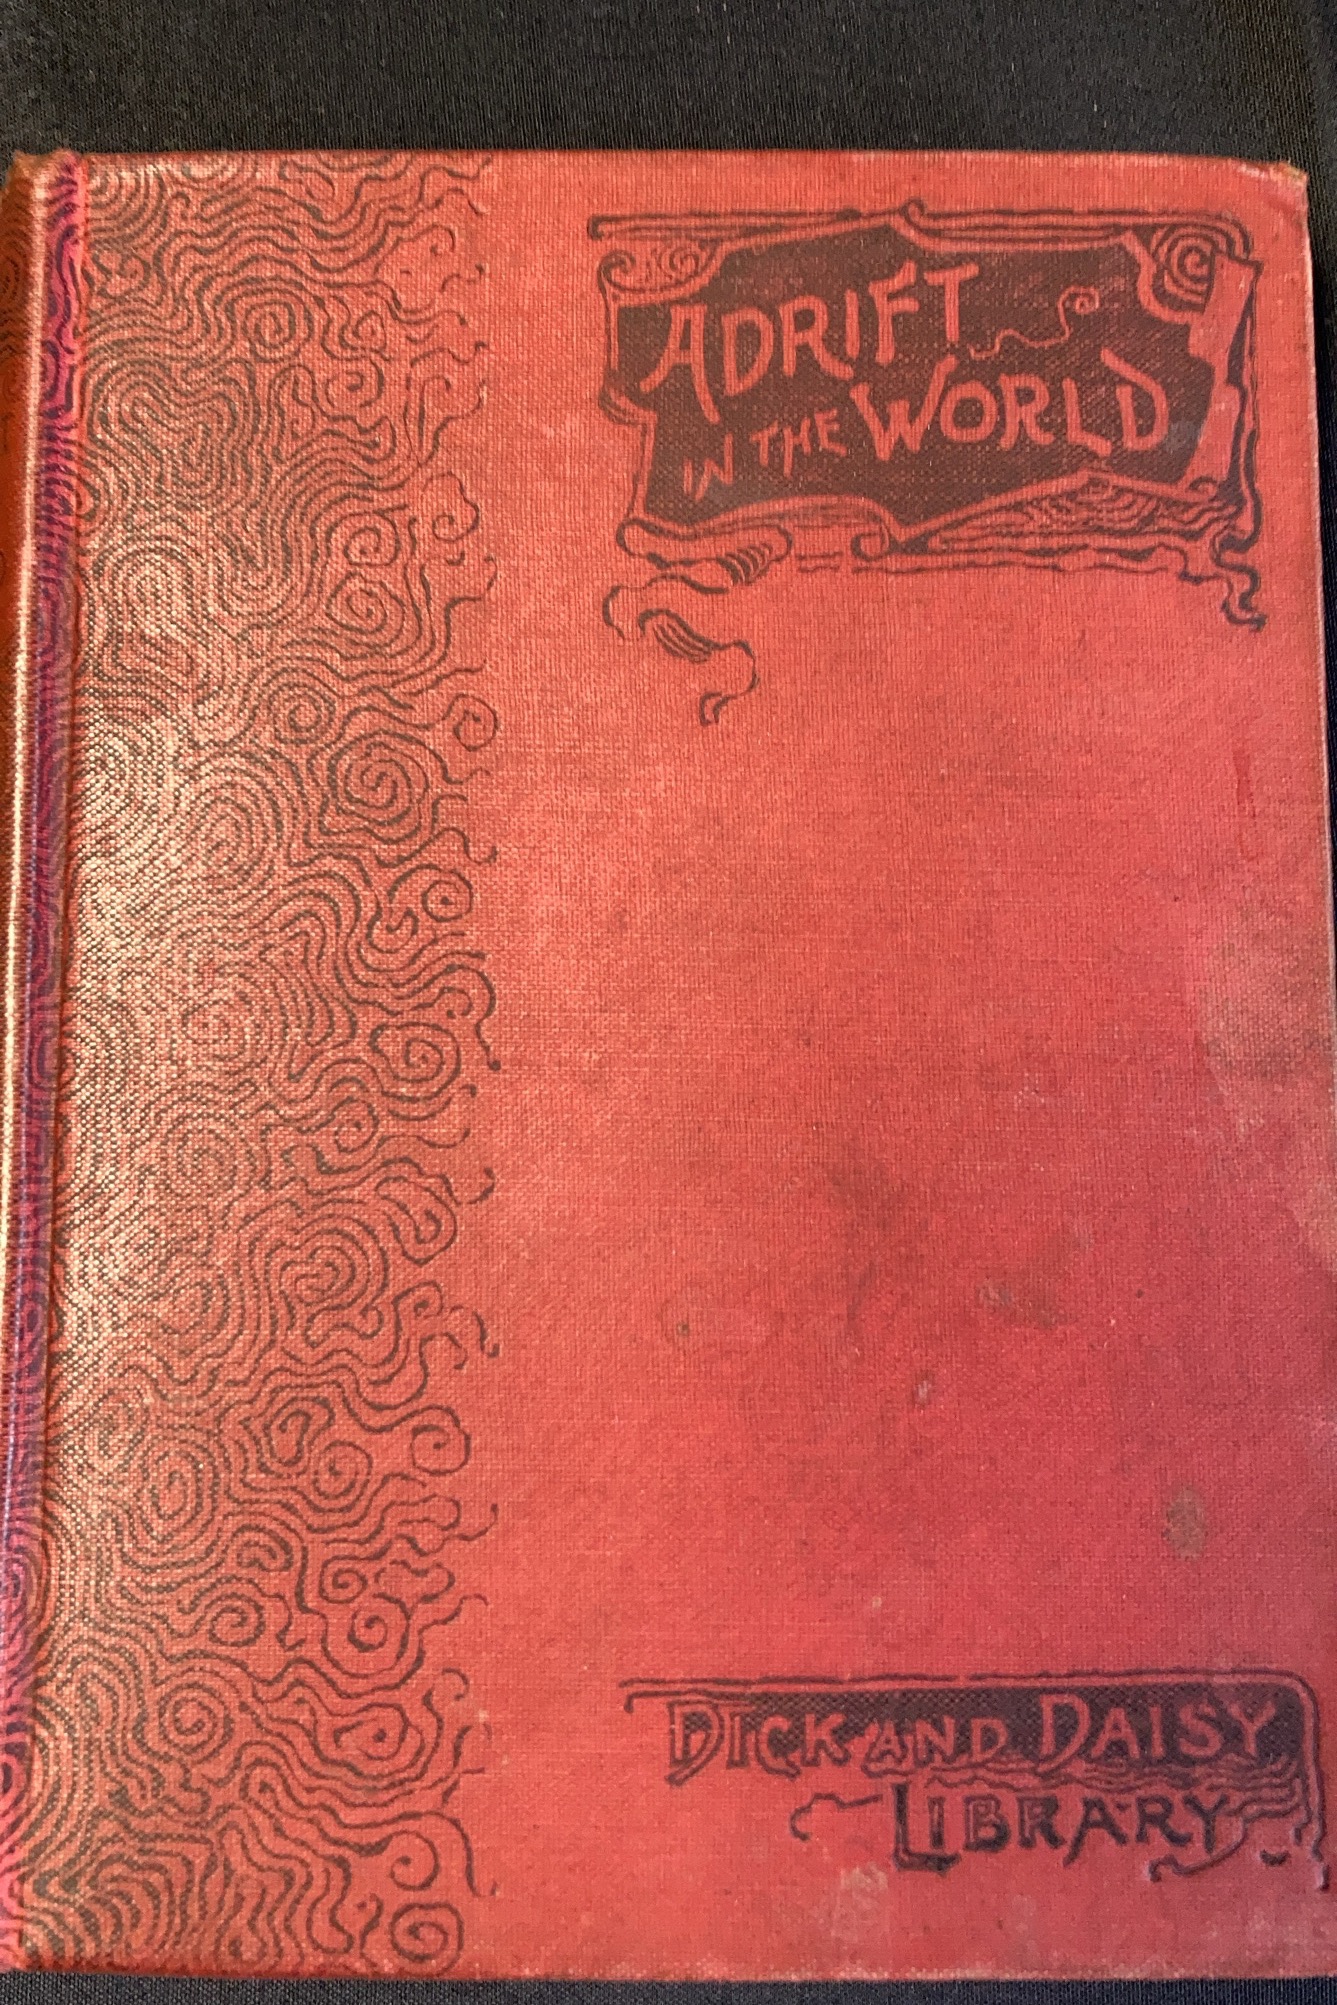 ADRIFT
IN THE WORLD
DICK AND DAISY
LIBRARY